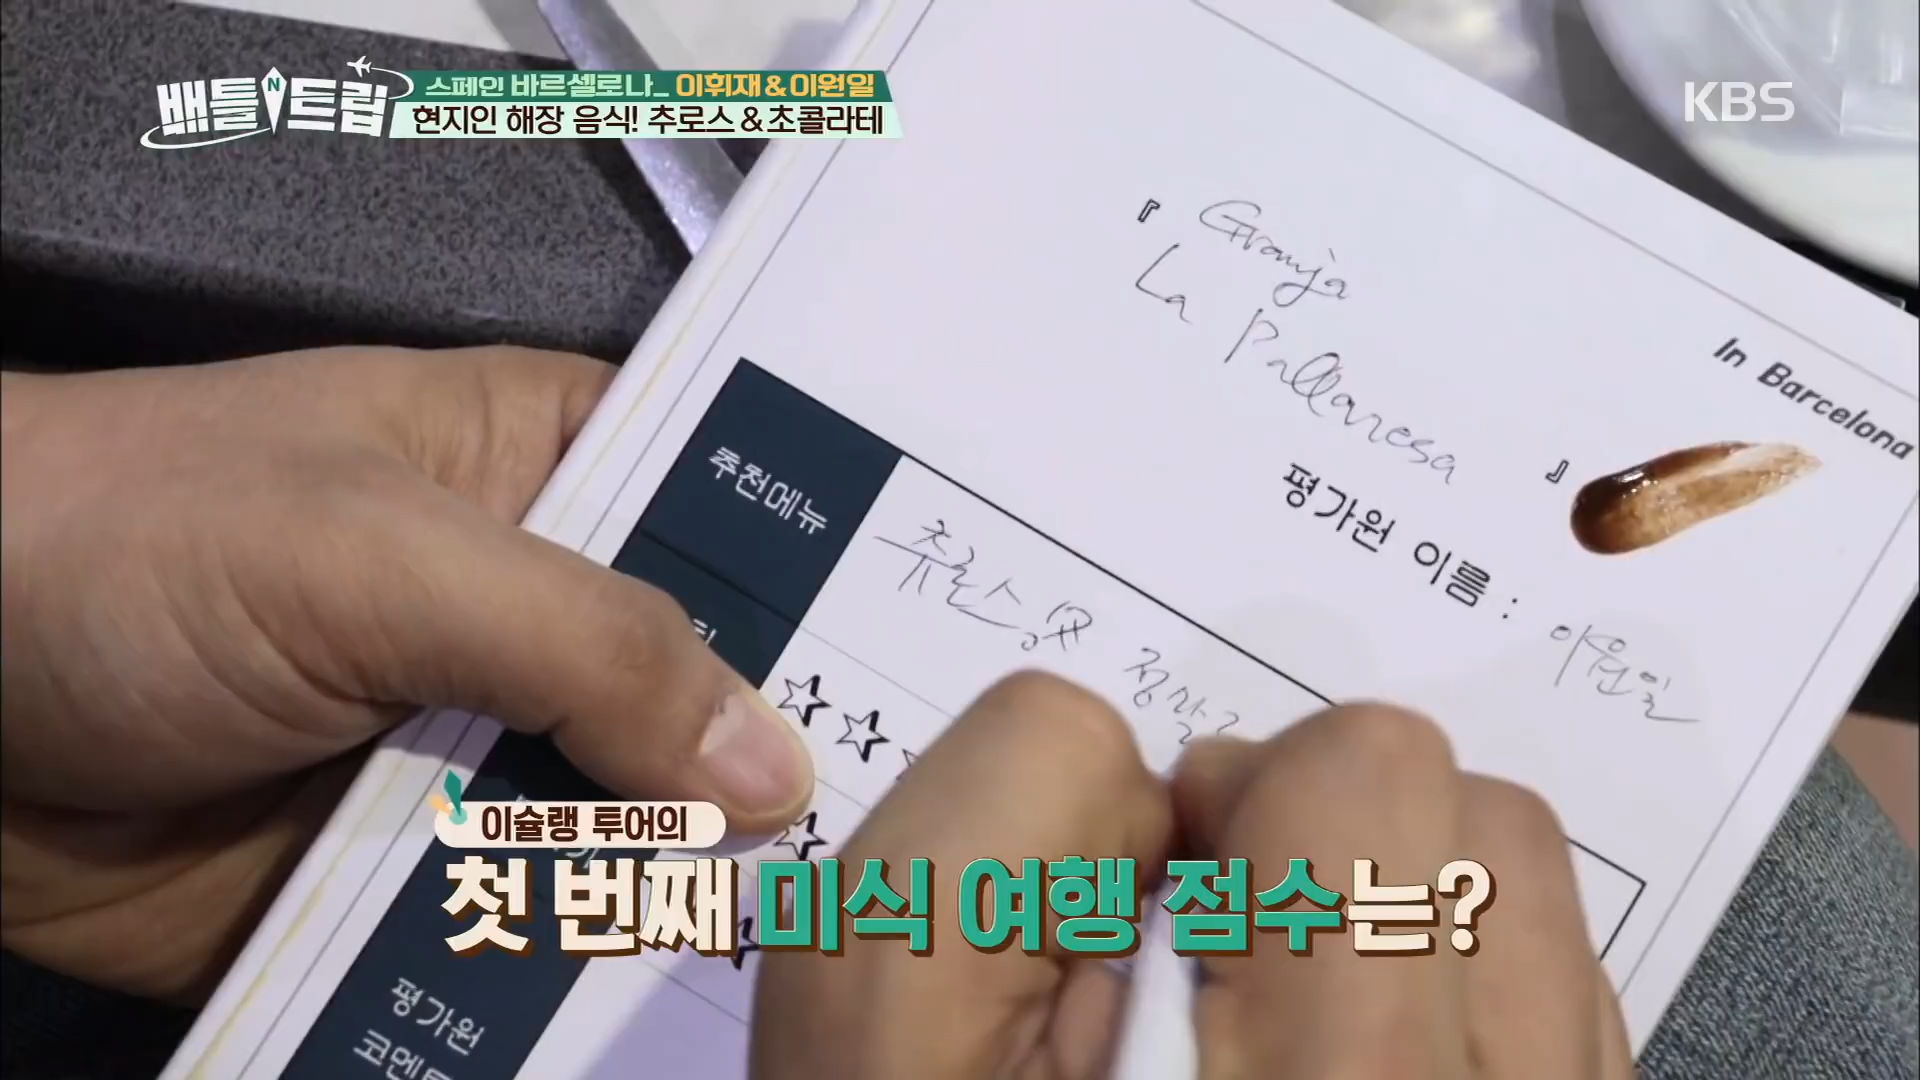 배틀트립
스페인 바르셀로나_ 이휘재&이원일
현지인 해장 음식! 추로스&초콜라테
KBS
『 Granja
La Pallaresa 』
In Barcelona
평가원 이름 : 이원일
추천메뉴
추로스
평가원
코멘트
이슐랭 투어의
첫 번째 미식 여행 점수는?